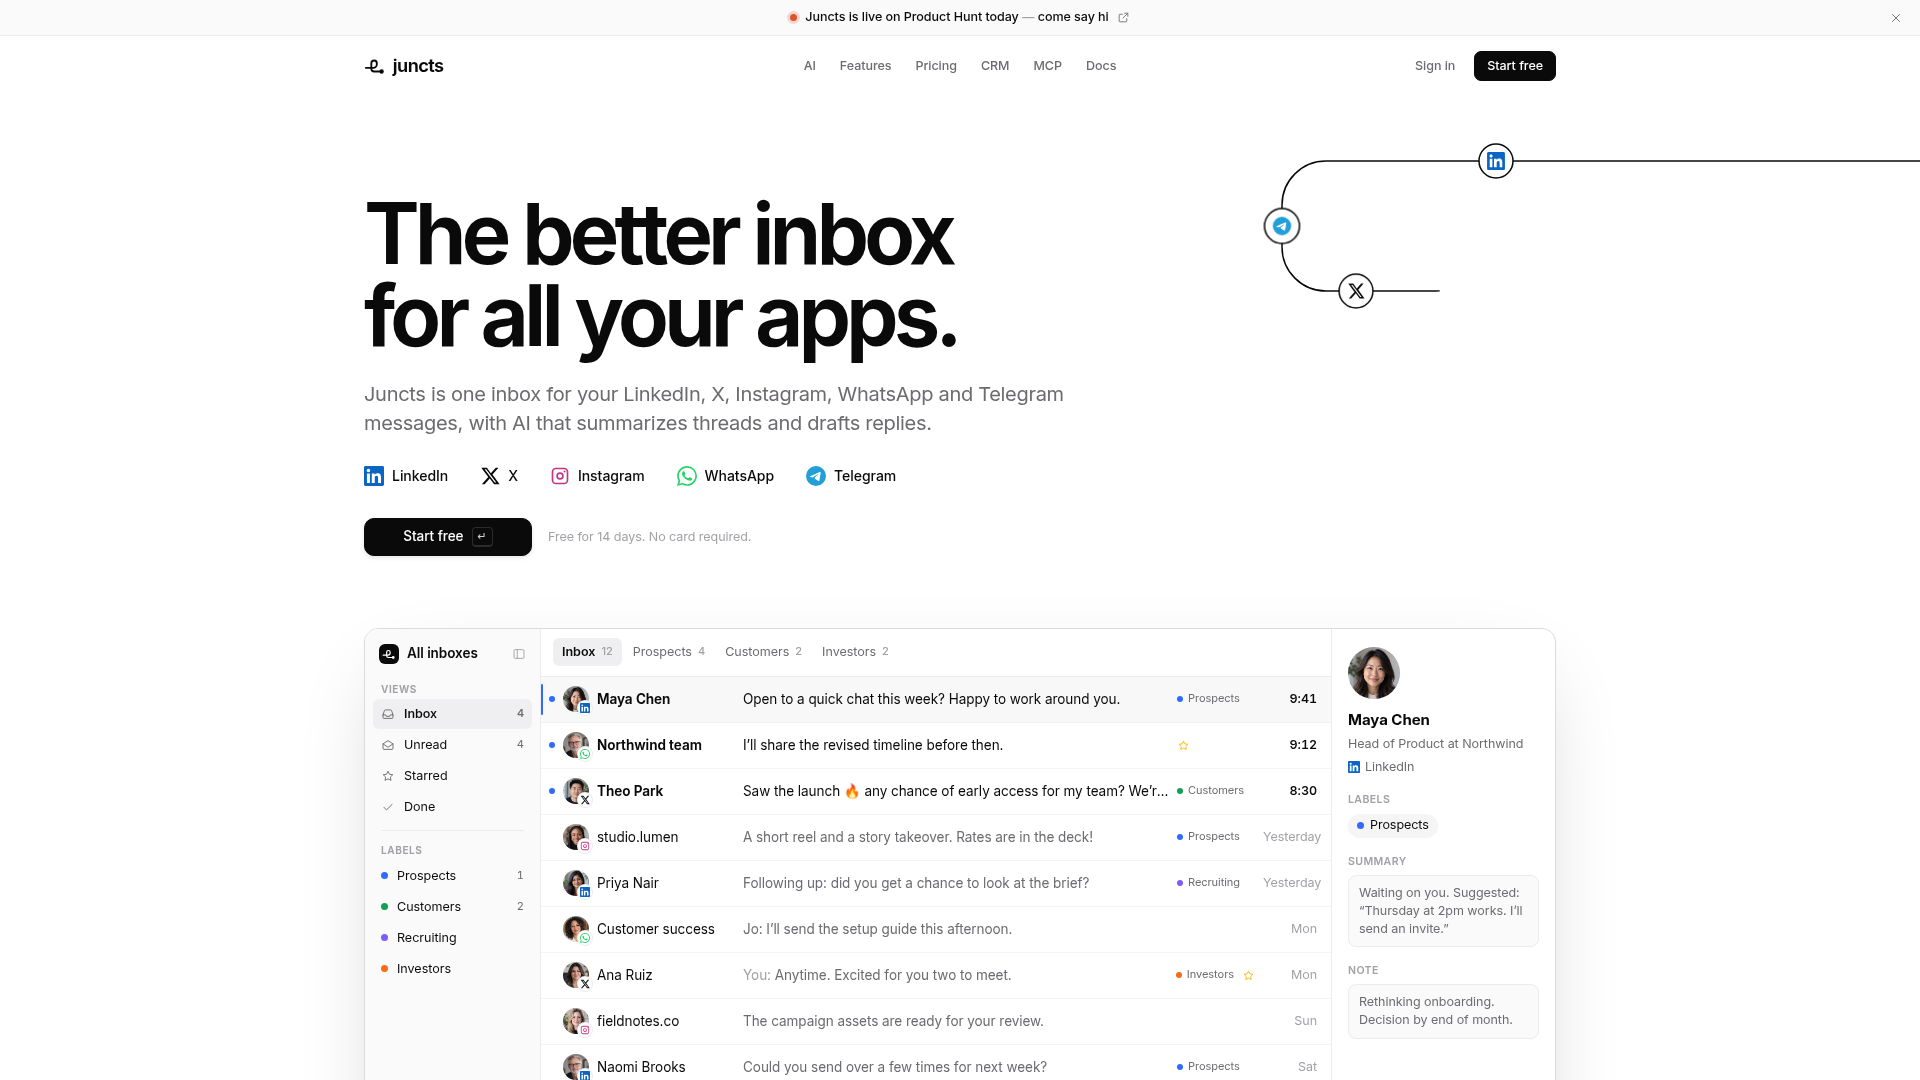 Juncts is live on Product Hunt today — come say hi
juncts
AI Features Pricing CRM MCP Docs
Sign in Start free
The better inbox
for all your apps.
Juncts is one inbox for your LinkedIn, X, Instagram, WhatsApp and Telegram
messages, with AI that summarizes threads and drafts replies.
LinkedIn X Instagram WhatsApp Telegram
Start free ↵ Free for 14 days. No card required.
All inboxes
VIEWS
Inbox 4
Unread 4
Starred
Done
LABELS
Prospects 1
Customers 2
Recruiting
Investors
Inbox 12 Prospects 4 Customers 2 Investors 2
Maya Chen Open to a quick chat this week? Happy to work around you. Prospects 9:41
Northwind team I’ll share the revised timeline before then. 9:12
Theo Park Saw the launch 🔥 any chance of early access for my team? We’r… Customers 8:30
studio.lumen A short reel and a story takeover. Rates are in the deck! Prospects Yesterday
Priya Nair Following up: did you get a chance to look at the brief? Recruiting Yesterday
Customer success Jo: I’ll send the setup guide this afternoon. Mon
Ana Ruiz You: Anytime. Excited for you two to meet. Investors Mon
fieldnotes.co The campaign assets are ready for your review. Sun
Naomi Brooks Could you send over a few times for next week? Prospects Sat
Maya Chen
Head of Product at Northwind
LinkedIn
LABELS
Prospects
SUMMARY
Waiting on you. Suggested:
“Thursday at 2pm works. I’ll
send an invite.”
NOTE
Rethinking onboarding.
Decision by end of month.